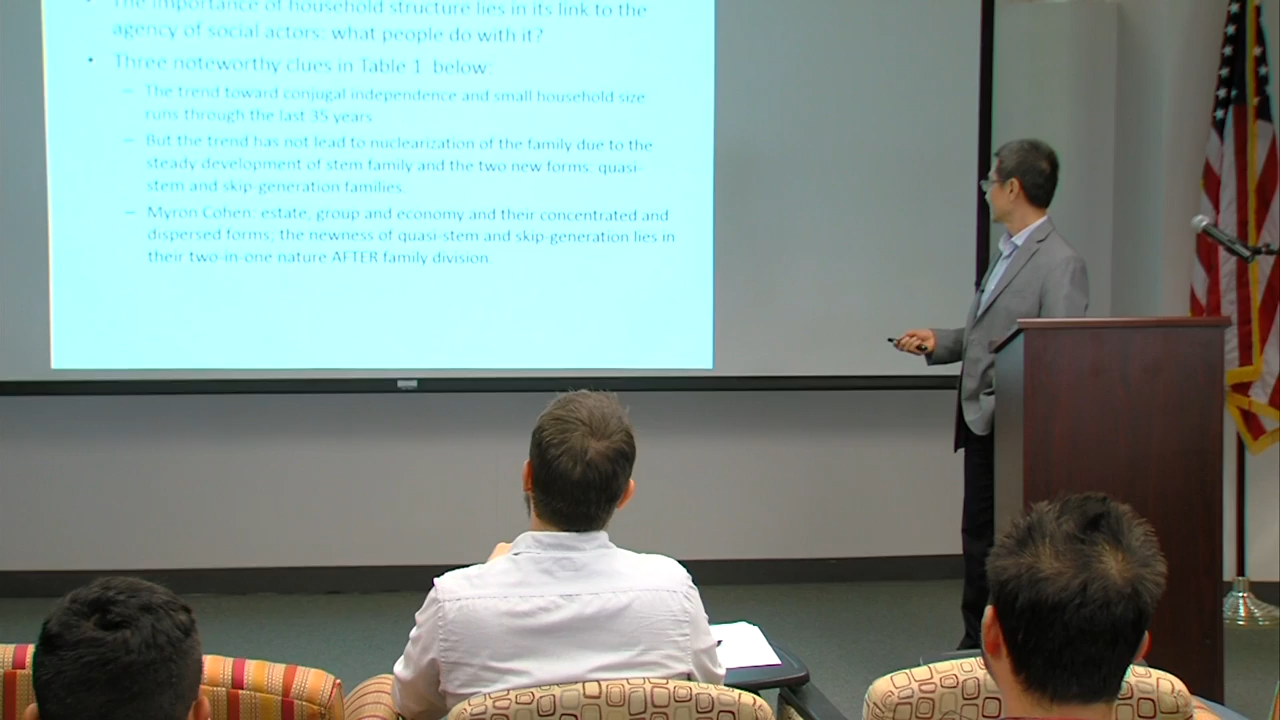 The importance of household structure lies in its link to the
agency of social actors: what people do with it?
• Three noteworthy clues in Table 1 below:
– The trend toward conjugal independence and small household size
runs through the last 35 years.
– But the trend has not lead to nuclearization of the family due to the
steady development of stem family and the two new forms: quasi-
stem and skip-generation families.
– Myron Cohen: estate, group and economy and their concentrated and
dispersed forms; the newness of quasi-stem and skip-generation lies in
their two-in-one nature AFTER family division.